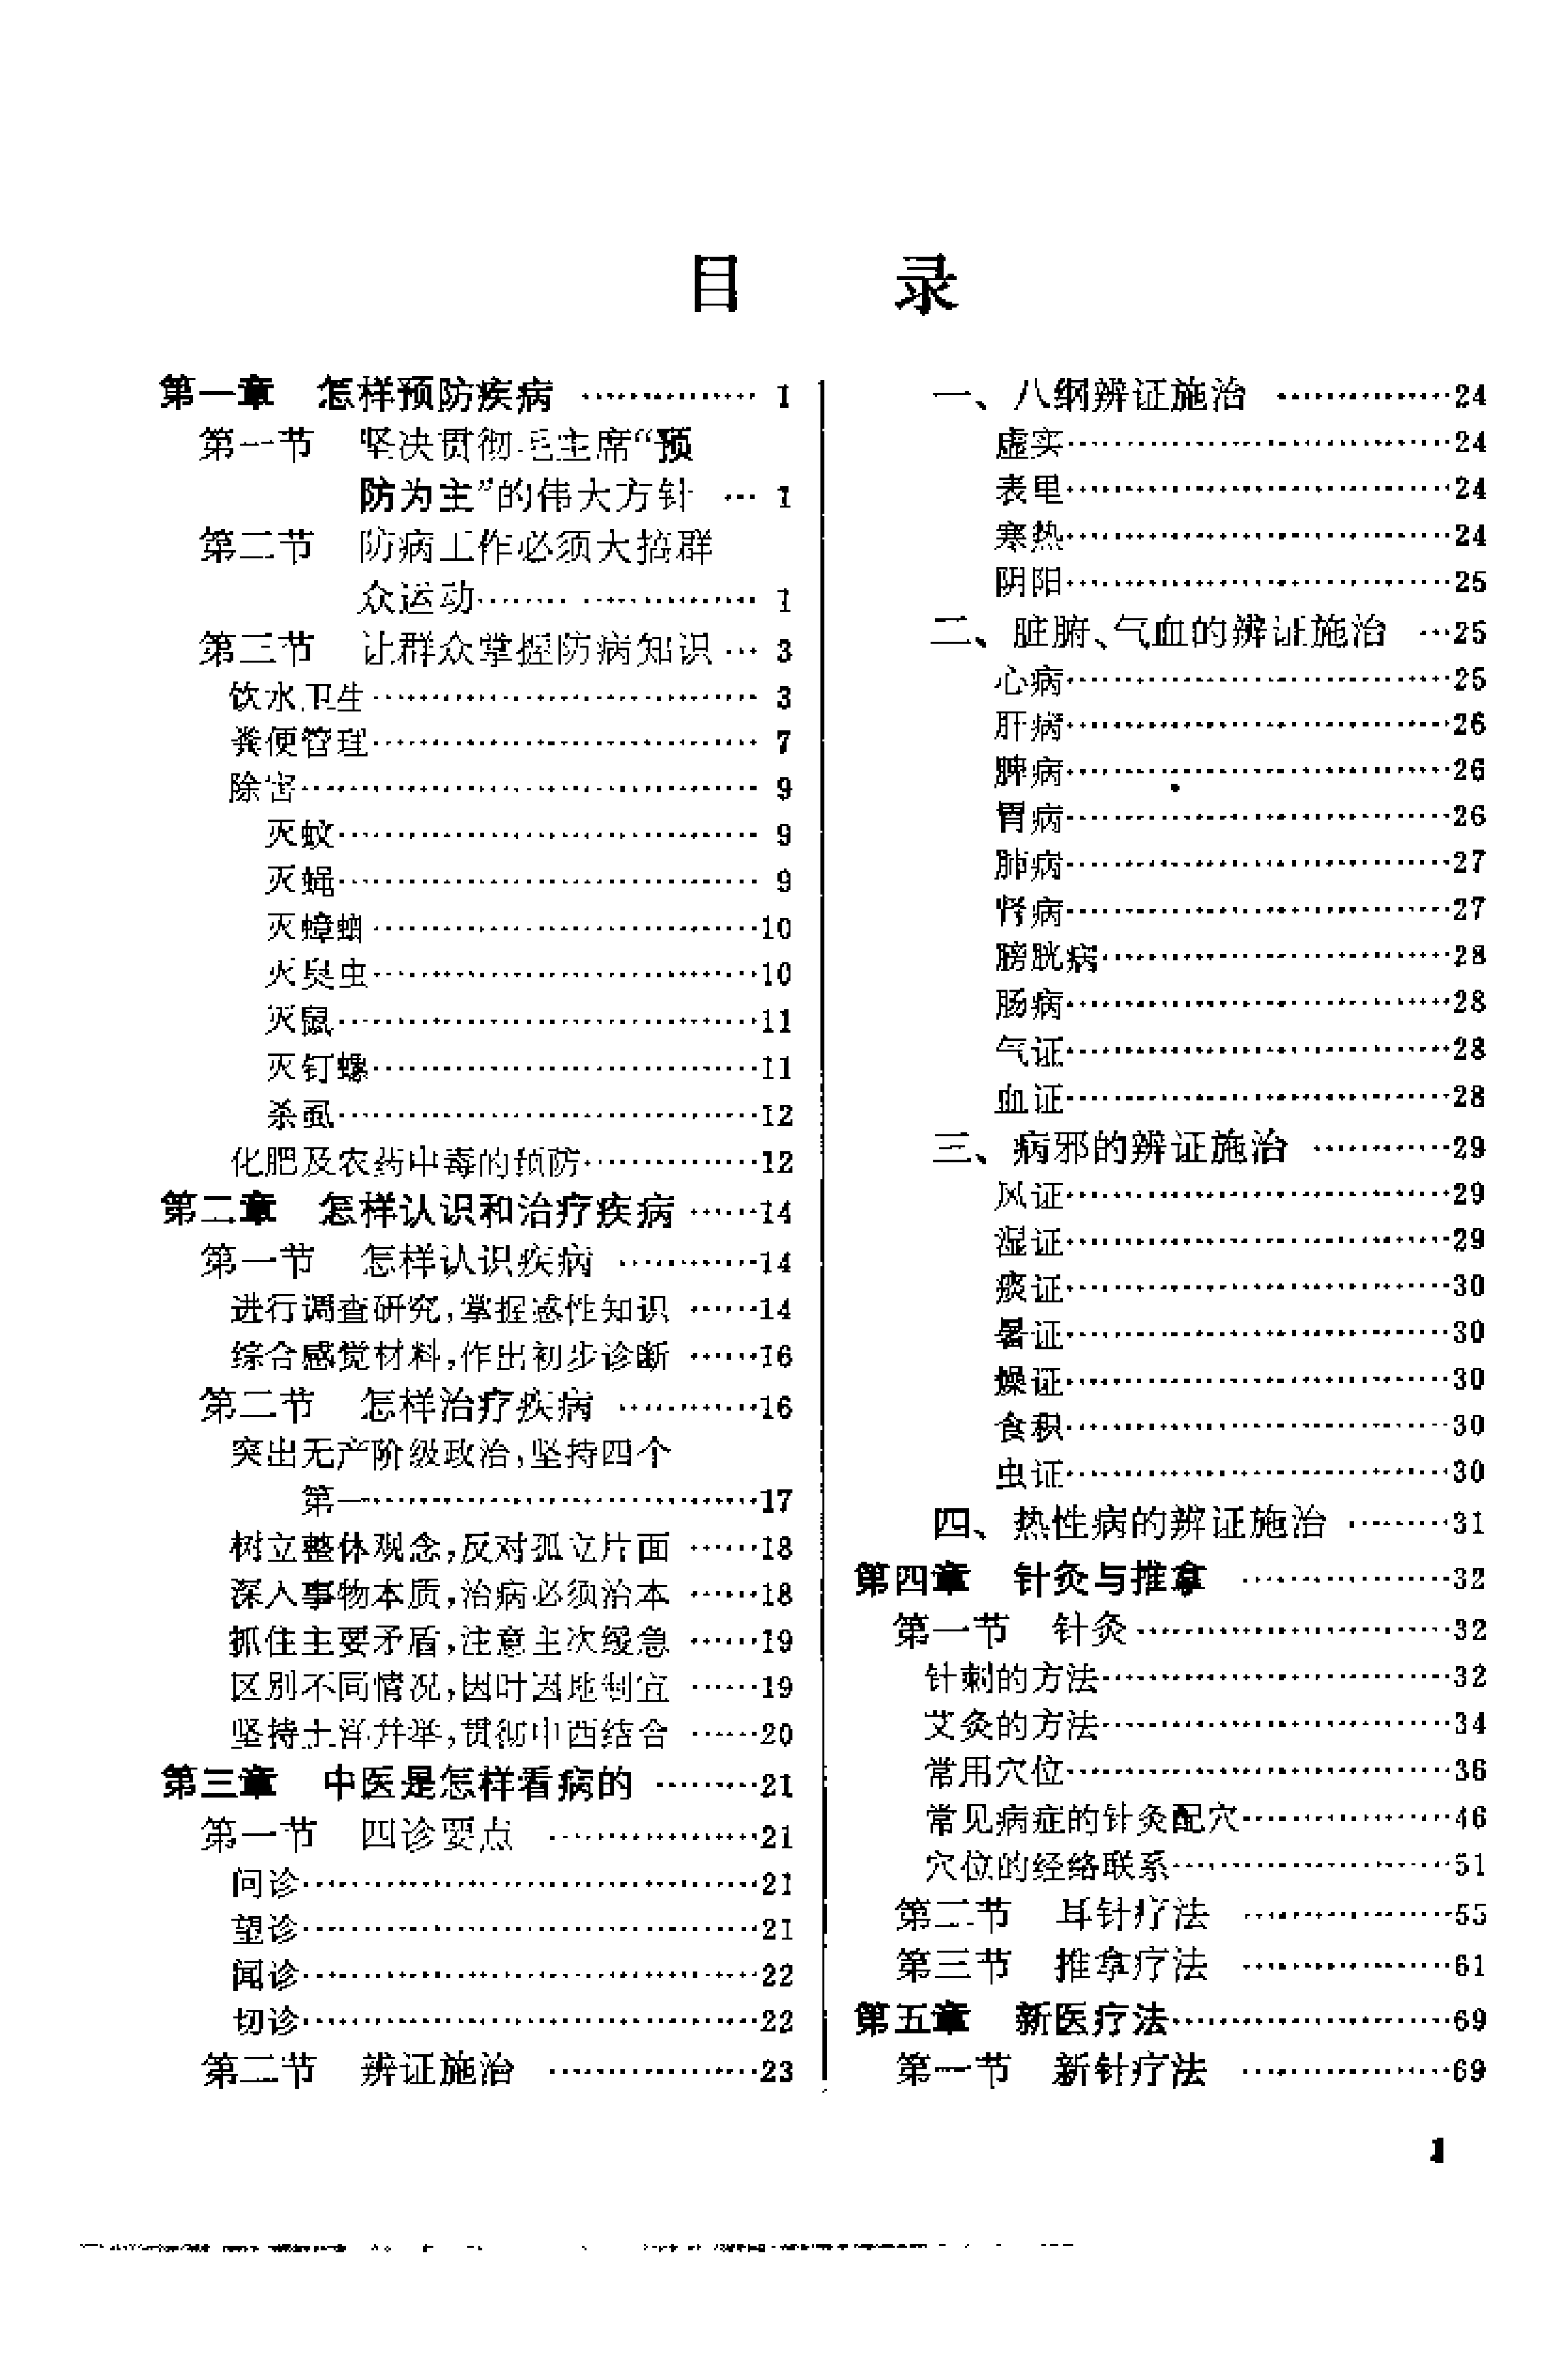 目 录
第一章 怎样预防疾病 …………… 1
第一节 坚决贯彻毛主席“预
防为主”的伟大方针 … 1
第二节 防病工作必须大搞群
众运动…………………… 1
第三节 让群众掌握防病知识 … 3
饮水卫生 …………………………… 3
粪便管理…………………………… 7
除害………………………………… 9
灭蚊……………………………… 9
灭蝇……………………………… 9
灭蟑螂 ……………………………10
灭臭虫……………………………10
灭鼠………………………………11
灭钉螺……………………………11
杀虱………………………………12
化肥及农药中毒的预防……………12
第二章 怎样认识和治疗疾病 ……14
第一节 怎样认识疾病 …………14
进行调查研究,掌握感性知识 ……14
综合感觉材料,作出初步诊断 ……16
第二节 怎样治疗疾病 …………16
突出无产阶级政治,坚持四个
第一……………………………17
树立整体观念,反对孤立片面 ……18
深入事物本质,治病必须治本 ……18
抓住主要矛盾,注意主次缓急 ……19
区别不同情况,因时因地制宜 ……19
坚持土洋并举,贯彻中西结合 ……20
第三章 中医是怎样看病的 ………21
第一节 四诊要点 ………………21
问诊…………………………………21
望诊…………………………………21
闻诊…………………………………22
切诊…………………………………22
第二节 辨证施治 ………………23
一、八纲辨证施治 ……………24
虚实……………………………24
表里……………………………24
寒热……………………………24
阴阳……………………………25
二、脏腑、气血的辨证施治 …25
心病……………………………25
肝病……………………………26
脾病……………………………26
胃病……………………………26
肺病……………………………27
肾病……………………………27
膀胱病…………………………28
肠病……………………………28
气证……………………………28
血证……………………………28
三、病邪的辨证施治 …………29
风证……………………………29
湿证……………………………29
痰证……………………………30
暑证……………………………30
燥证……………………………30
食积……………………………30
虫证……………………………30
四、热性病的辨证施治 ………31
第四章 针灸与推拿 ………………32
第一节 针灸………………………32
针刺的方法…………………………32
艾灸的方法…………………………34
常用穴位……………………………36
常见病症的针灸配穴………………46
穴位的经络联系……………………51
第二节 耳针疗法 ………………55
第三节 推拿疗法 ………………61
第五章 新医疗法……………………69
第一节 新针疗法 ………………69
1